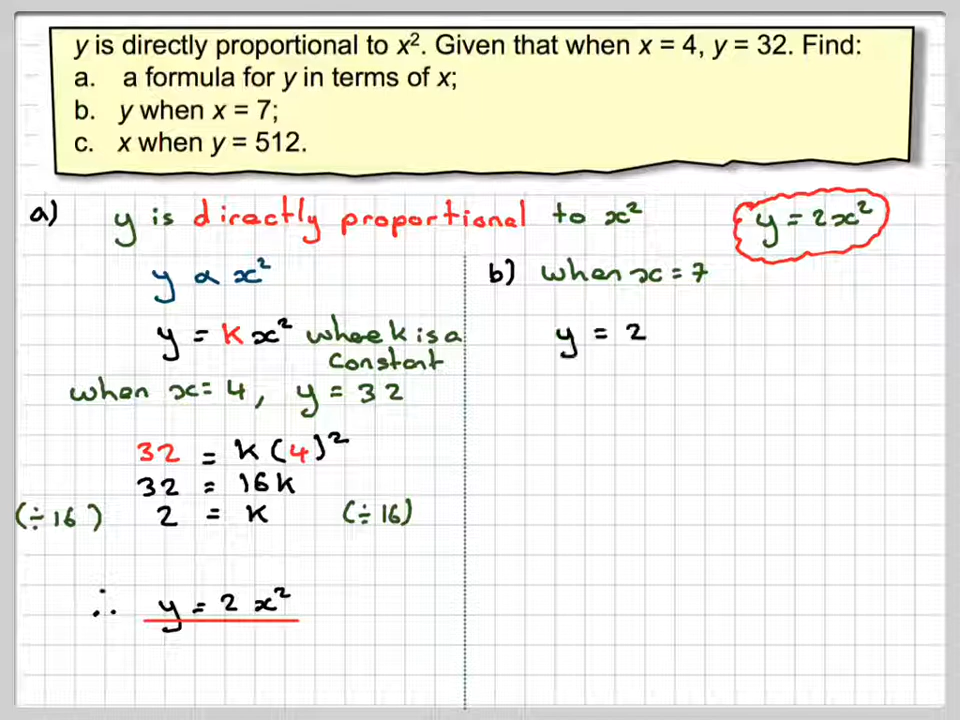 y is directly proportional to x². Given that when x = 4, y = 32. Find:
a. a formula for y in terms of x;
b. y when x = 7;
c. x when y = 512.
a) y is directly proportional to x²
y = 2x²
y ∝ x²
y = kx² where k is a
constant
when x = 4, y = 32
32 = k(4)²
32 = 16k
(÷16) 2 = k (÷16)
∴ y = 2x²
b) when x = 7
y = 2